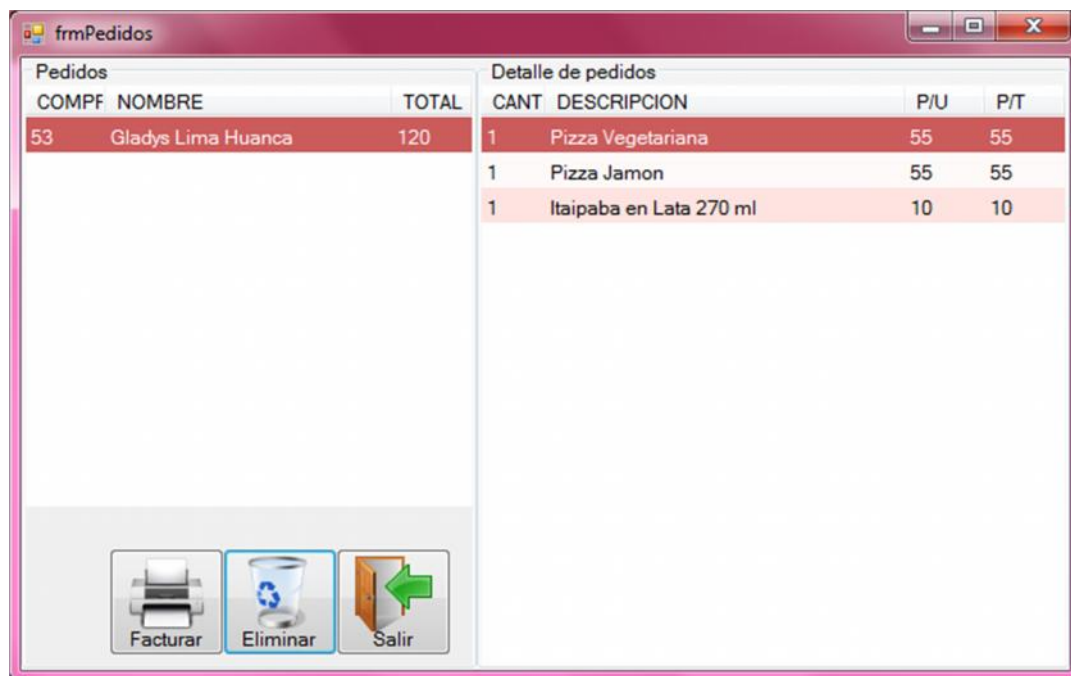 frmPedidos
Pedidos
COMPF NOMBRE TOTAL
53 Gladys Lima Huanca 120
Facturar Eliminar Salir
Detalle de pedidos
CANT DESCRIPCION P/U P/T
1 Pizza Vegetariana 55 55
1 Pizza Jamon 55 55
1 Itaipaba en Lata 270 ml 10 10